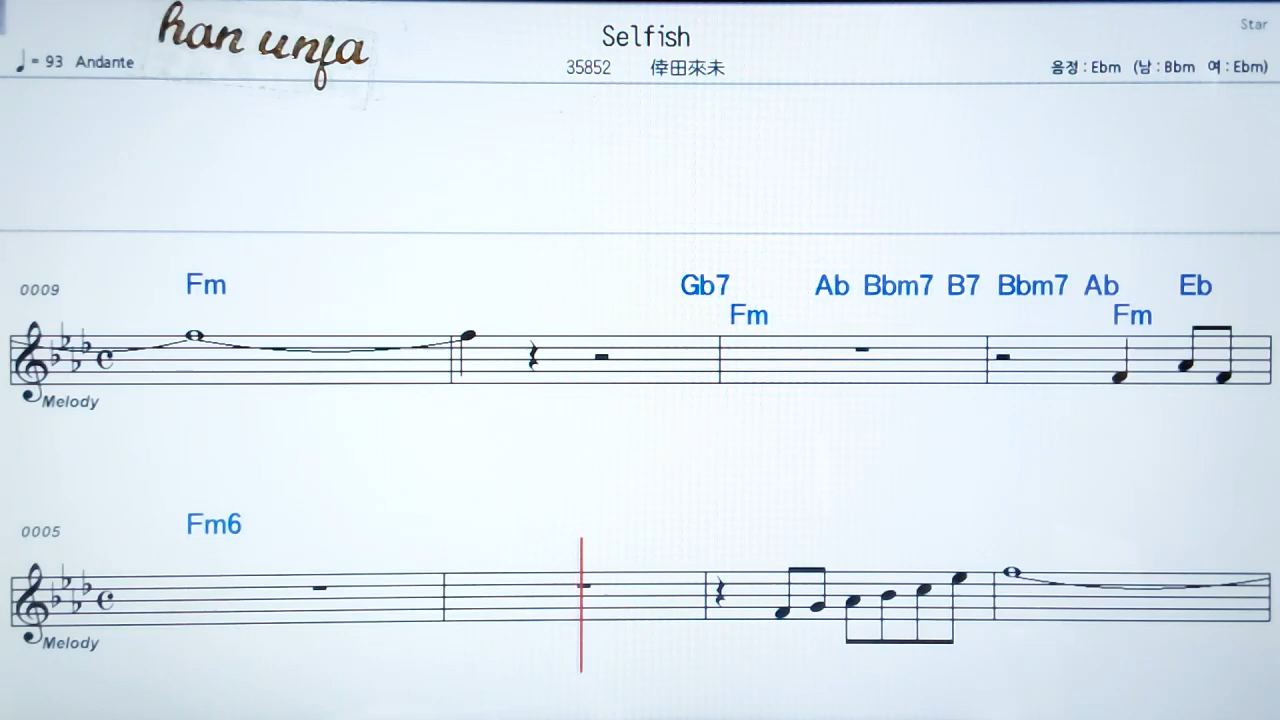 han unfa
Selfish
Star
♩= 93 Andante
35852 倖田來未
음정 : Ebm (남 : Bbm 여 : Ebm)
0009
Fm Gb7 Ab Bbm7 B7 Bbm7 Ab Eb
Fm Fm
Melody
0005
Fm6
Melody